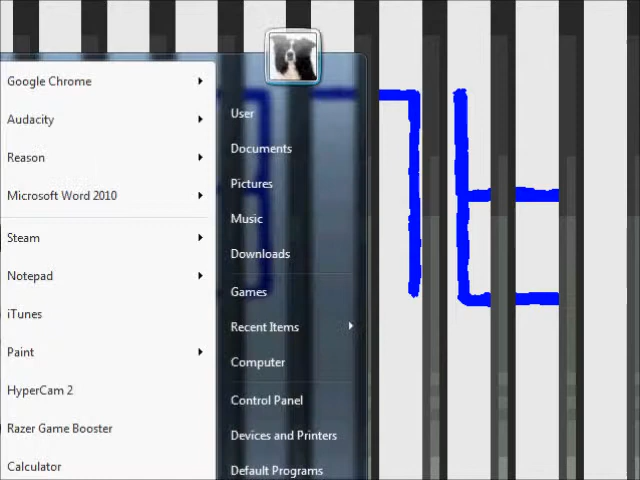 Google Chrome
Audacity
Reason
Microsoft Word 2010
Steam
Notepad
iTunes
Paint
HyperCam 2
Razer Game Booster
Calculator
User
Documents
Pictures
Music
Downloads
Games
Recent Items
Computer
Control Panel
Devices and Printers
Default Programs